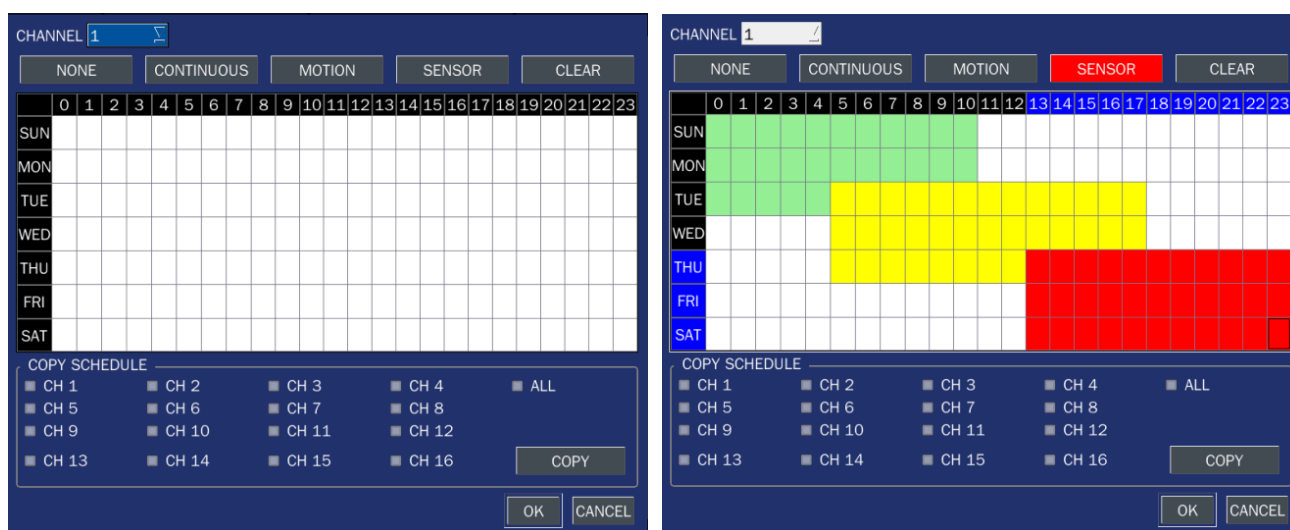 CHANNEL 1
NONE CONTINUOUS MOTION SENSOR CLEAR
0 1 2 3 4 5 6 7 8 9 10 11 12 13 14 15 16 17 18 19 20 21 22 23
SUN
MON
TUE
WED
THU
FRI
SAT
COPY SCHEDULE
CH 1 CH 2 CH 3 CH 4 ALL
CH 5 CH 6 CH 7 CH 8
CH 9 CH 10 CH 11 CH 12
CH 13 CH 14 CH 15 CH 16 COPY
OK CANCEL
CHANNEL 1
NONE CONTINUOUS MOTION SENSOR CLEAR
0 1 2 3 4 5 6 7 8 9 10 11 12 13 14 15 16 17 18 19 20 21 22 23
SUN
MON
TUE
WED
THU
FRI
SAT
COPY SCHEDULE
CH 1 CH 2 CH 3 CH 4 ALL
CH 5 CH 6 CH 7 CH 8
CH 9 CH 10 CH 11 CH 12
CH 13 CH 14 CH 15 CH 16 COPY
OK CANCEL